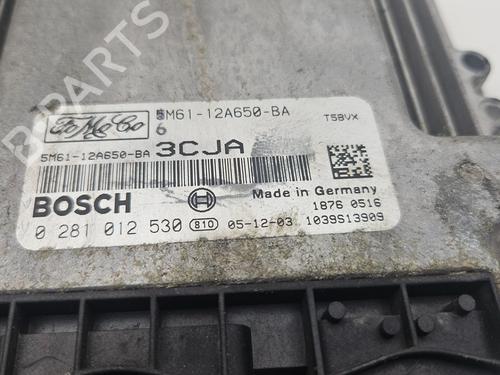 B PARTS
FoMoCo
5M61-12A650-BA
6
T5BVX
5M61-12A650-BA 3CJA
BOSCH
Made in Germany
1876 0516
0 281 012 530 810 05-12-03 1039S13909